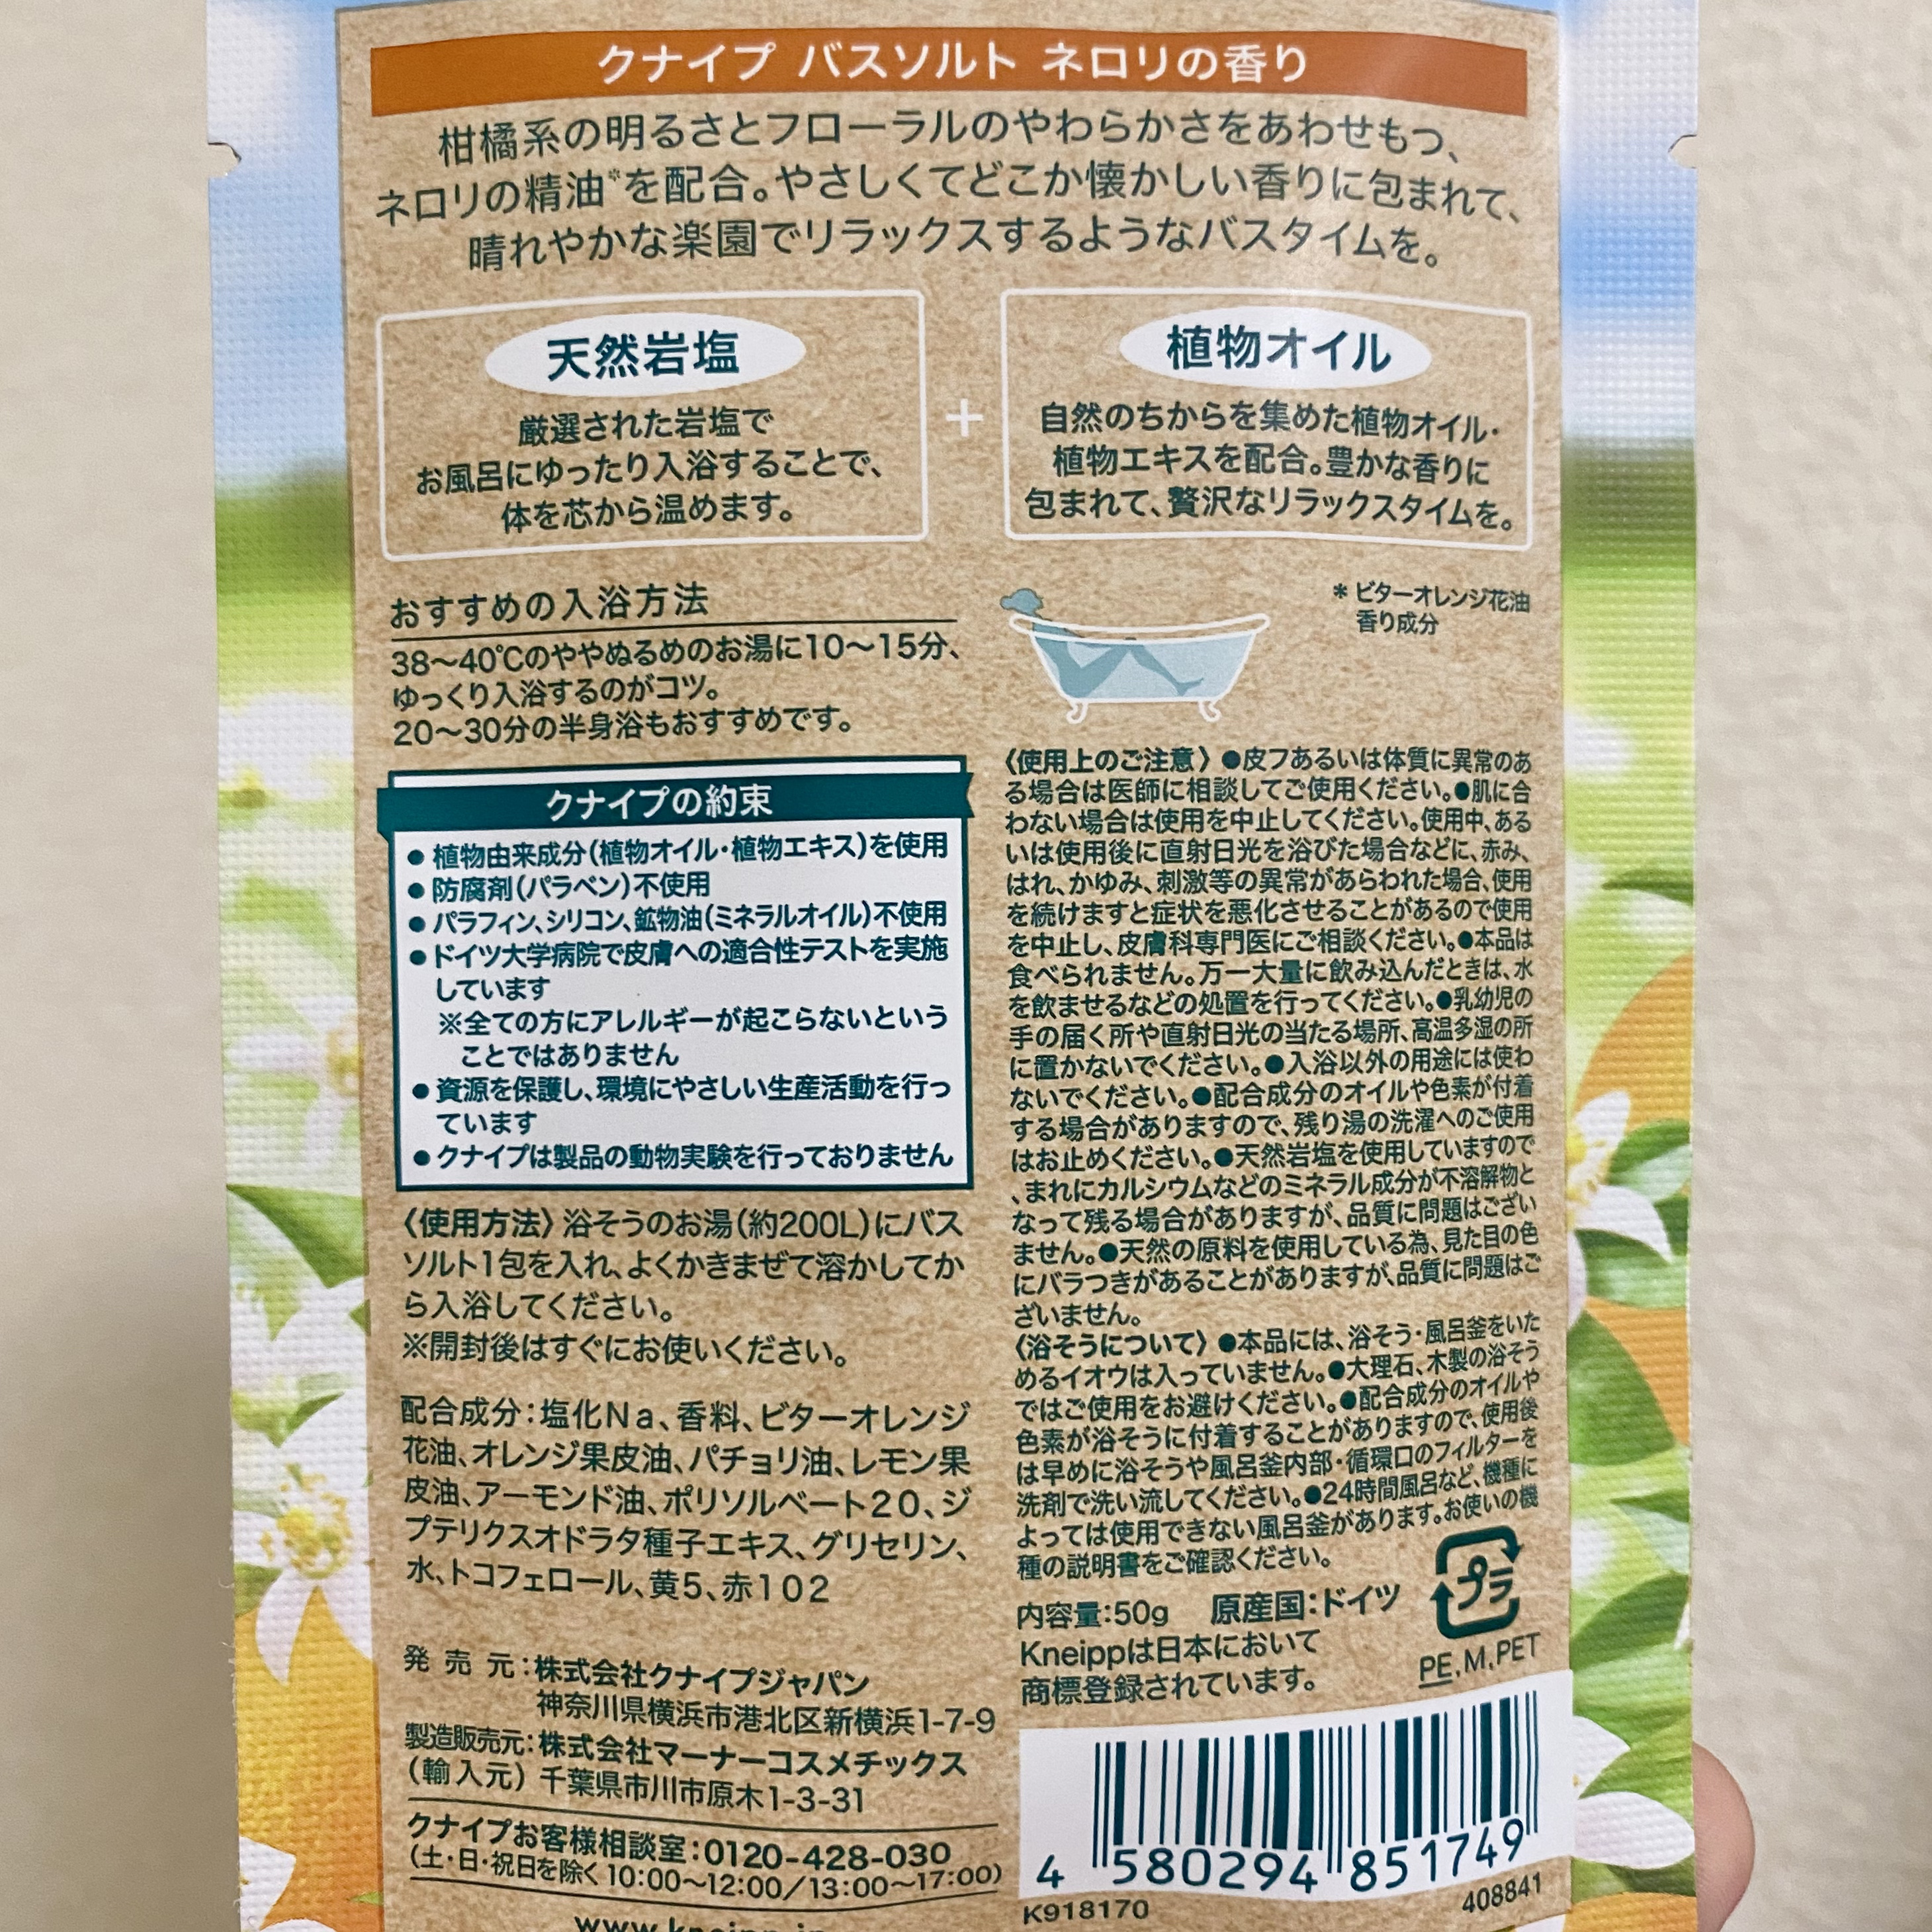 クナイプ バスソルト ネロリの香り
柑橘系の明るさとフローラルのやわらかさをあわせもつ、
ネロリの精油*を配合。やさしくてどこか懐かしい香りに包まれて、
晴れやかな楽園でリラックスするようなバスタイムを。
天然岩塩
厳選された岩塩で
お風呂にゆったり入浴することで、
体を芯から温めます。
+
植物オイル
自然のちからを集めた植物オイル・
植物エキスを配合。豊かな香りに
包まれて、贅沢なリラックスタイムを。
*ビターオレンジ花油
香り成分
おすすめの入浴方法
38〜40℃のややぬるめのお湯に10〜15分、
ゆっくり入浴するのがコツ。
20〜30分の半身浴もおすすめです。
クナイプの約束
●植物由来成分(植物オイル・植物エキス)を使用
●防腐剤(パラベン)不使用
●パラフィン、シリコン、鉱物油(ミネラルオイル)不使用
●ドイツ大学病院で皮膚への適合性テストを実施
しています
※全ての方にアレルギーが起こらないという
ことではありません
●資源を保護し、環境にやさしい生産活動を行っ
ています
●クナイプは製品の動物実験を行っておりません
〈使用方法〉浴そうのお湯(約200L)にバス
ソルト1包を入れ、よくかきまぜて溶かしてか
ら入浴してください。
※開封後はすぐにお使いください。
配合成分:塩化Na、香料、ビターオレンジ
花油、オレンジ果皮油、パチョリ油、レモン果
皮油、アーモンド油、ポリソルベート20、ジ
プテリクスオドラタ種子エキス、グリセリン、
水、トコフェロール、黄5、赤102
発売元:株式会社クナイプジャパン
神奈川県横浜市港北区新横浜1-7-9
製造販売元:株式会社マーナーコスメチックス
(輸入元) 千葉県市川市原木1-3-31
クナイプお客様相談室:0120-428-030
(土・日・祝日を除く10:00〜12:00/13:00〜17:00)
〈使用上のご注意〉●皮フあるいは体質に異常のあ
る場合は医師に相談してご使用ください。●肌に合
わない場合は使用を中止してください。使用中、ある
いは使用後に直射日光を浴びた場合などに、赤み、
はれ、かゆみ、刺激等の異常があらわれた場合、使用
を続けますと症状を悪化させることがあるので使用
を中止し、皮膚科専門医にご相談ください。●本品は
食べられません。万一大量に飲み込んだときは、水
を飲ませるなどの処置を行ってください。●乳幼児の
手の届く所や直射日光の当たる場所、高温多湿の所
に置かないでください。●入浴以外の用途には使わ
ないでください。●配合成分のオイルや色素が付着
する場合がありますので、残り湯の洗濯へのご使用
はお止めください。●天然岩塩を使用していますので
、まれにカルシウムなどのミネラル成分が不溶解物と
なって残る場合がありますが、品質に問題はござい
ません。●天然の原料を使用している為、見た目の色
にバラつきがあることがありますが、品質に問題はご
ざいません。
〈浴そうについて〉●本品には、浴そう・風呂釜をいた
めるイオウは入っていません。●大理石、木製の浴そう
ではご使用をお避けください。●配合成分のオイルや
色素が浴そうに付着することがありますので、使用後
は早めに浴そうや風呂釜内部・循環口のフィルターを
洗剤で洗い流してください。●24時間風呂など、機種に
よっては使用できない風呂釜があります。お使いの機
種の説明書をご確認ください。
内容量:50g 原産国:ドイツ
Kneippは日本において
商標登録されています。
プラ
PE,M,PET
4 580294 851749
K918170 408841